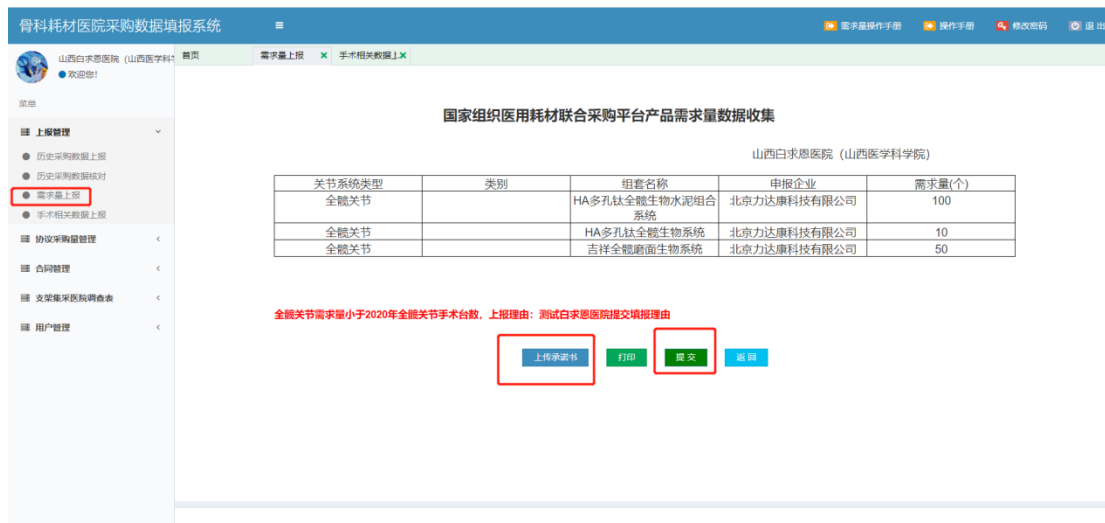 骨科耗材医院采购数据填报系统
需求量操作手册 操作手册 修改密码 退出
山西白求恩医院（山西医学科学
欢迎您!
首页 需求量上报 手术相关数据上
菜单
上报管理
历史采购数据上报
历史采购数据核对
需求量上报
手术相关数据上报
协议采购量管理
合同管理
支架集采医院调查表
用户管理
国家组织医用耗材联合采购平台产品需求量数据收集
山西白求恩医院（山西医学科学院）
关节系统类型 类别 组套名称 申报企业 需求量(个)
全髋关节 HA多孔钛全髋生物水泥组合系统 北京力达康科技有限公司 100
全髋关节 HA多孔钛全髋生物系统 北京力达康科技有限公司 10
全髋关节 吉祥全髋磨面生物系统 北京力达康科技有限公司 50
全髋关节需求量小于2020年全髋关节手术台数，上报理由：测试白求恩医院提交填报理由
上传承诺书 打印 提交 返回